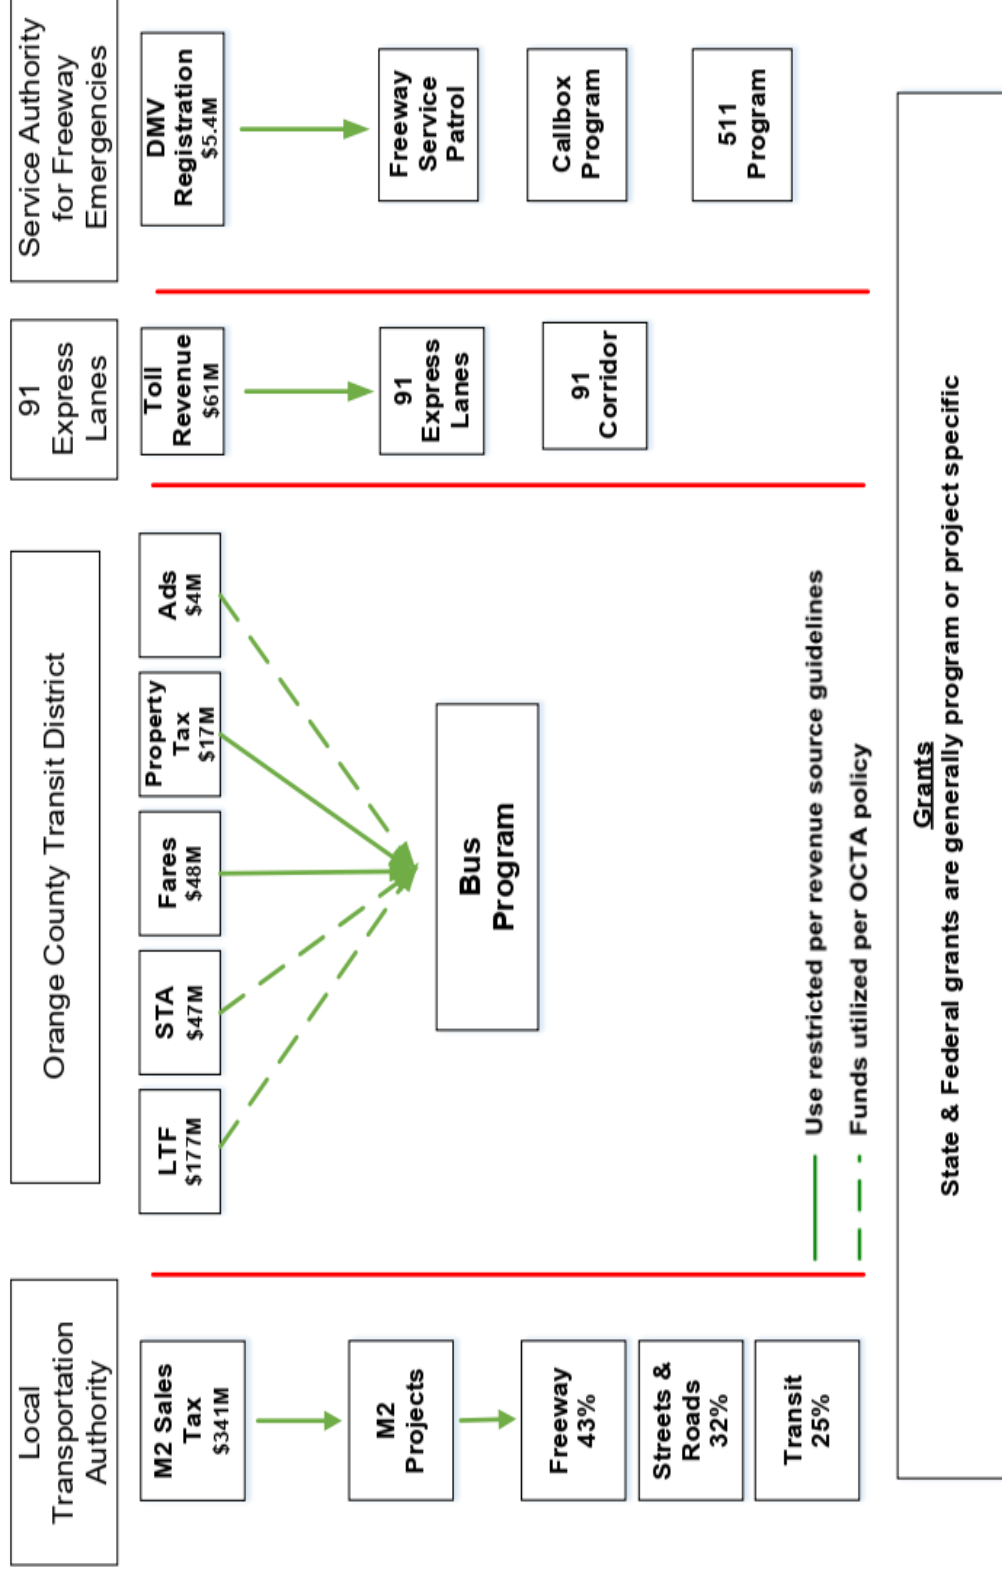 Local
Transportation
Authority
M2 Sales
Tax
$341M
M2
Projects
Freeway
43%
Streets &
Roads
32%
Transit
25%
Orange County Transit District
LTF
$177M
STA
$47M
Fares
$48M
Property
Tax
$17M
Ads
$4M
Bus
Program
Use restricted per revenue source guidelines
Funds utilized per OCTA policy
91
Express
Lanes
Toll
Revenue
$61M
91
Express
Lanes
91
Corridor
Service Authority
for Freeway
Emergencies
DMV
Registration
$5.4M
Freeway
Service
Patrol
Callbox
Program
511
Program
Grants
State & Federal grants are generally program or project specific